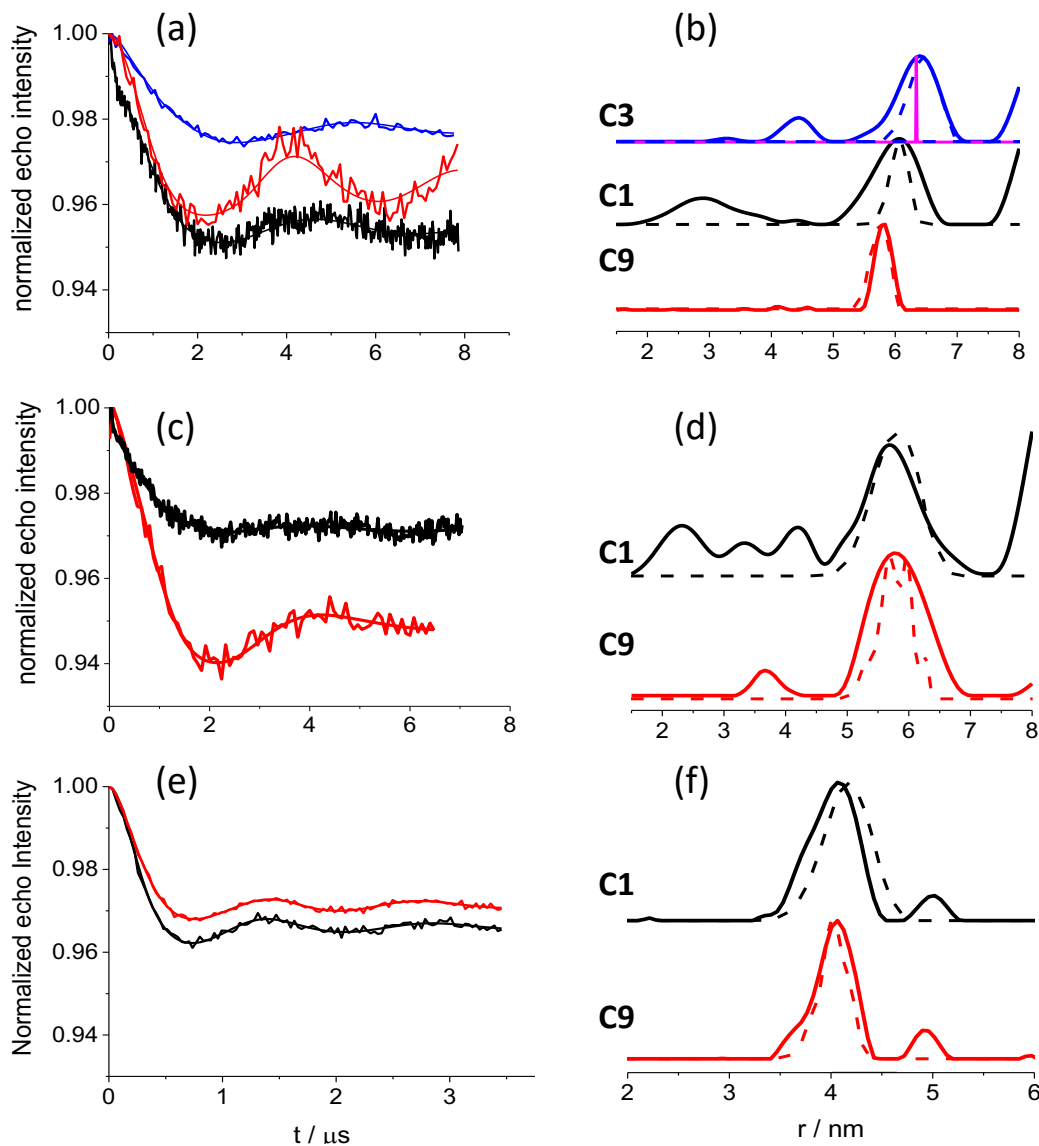 (a)
normalized echo intensity
1.00
0.98
0.96
0.94
0 2 4 6 8
(b)
C3
C1
C9
2 3 4 5 6 7 8
(c)
normalized echo intensity
1.00
0.98
0.96
0.94
0 2 4 6 8
(d)
C1
C9
2 3 4 5 6 7 8
(e)
Normalized echo Intensity
1.00
0.98
0.96
0.94
0 1 2 3
t / μs
(f)
C1
C9
2 3 4 5 6
r / nm